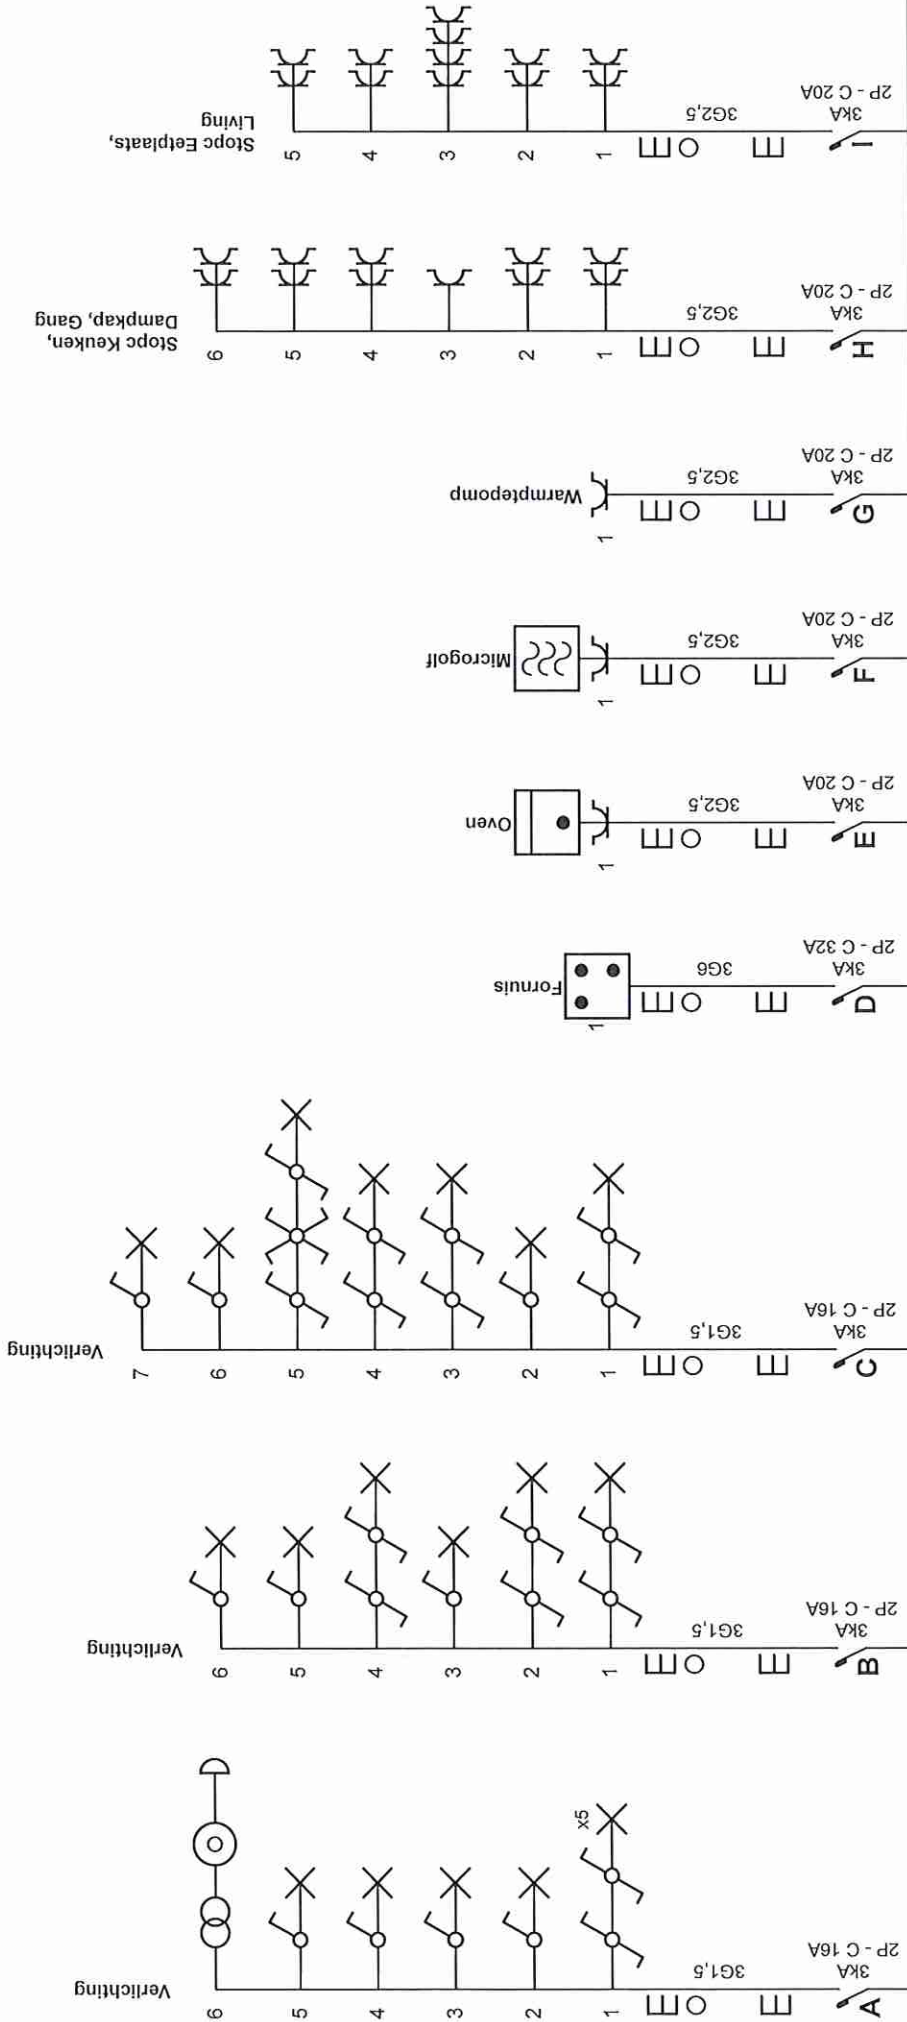 Stopc Eetplaats,
Living
5
4
3
2
1
3G2,5
I
3kA
2P - C 20A
Stopc Keuken,
Dampkap, Gang
6
5
4
3
2
1
3G2,5
H
3kA
2P - C 20A
Warmptepomp
1
3G2,5
G
3kA
2P - C 20A
Microgolf
1
3G2,5
F
3kA
2P - C 20A
Oven
1
3G2,5
E
3kA
2P - C 20A
Fornuis
1
3G6
D
3kA
2P - C 32A
Verlichting
7
6
5
4
3
2
1
3G1,5
C
3kA
2P - C 16A
Verlichting
6
5
4
3
2
1
3G1,5
B
3kA
2P - C 16A
Verlichting
6
5
4
3
2
1
x5
3G1,5
A
3kA
2P - C 16A